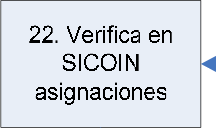 22. Verifica en
SICOIN
asignaciones